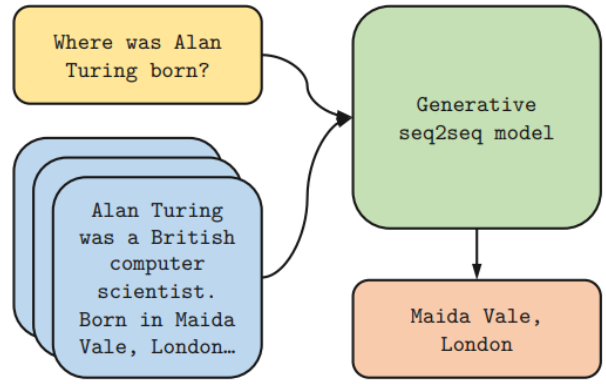 Where was Alan
Turing born?
Generative
seq2seq model
Alan Turing
was a British
computer
scientist.
Born in Maida
Vale, London…
Maida Vale,
London